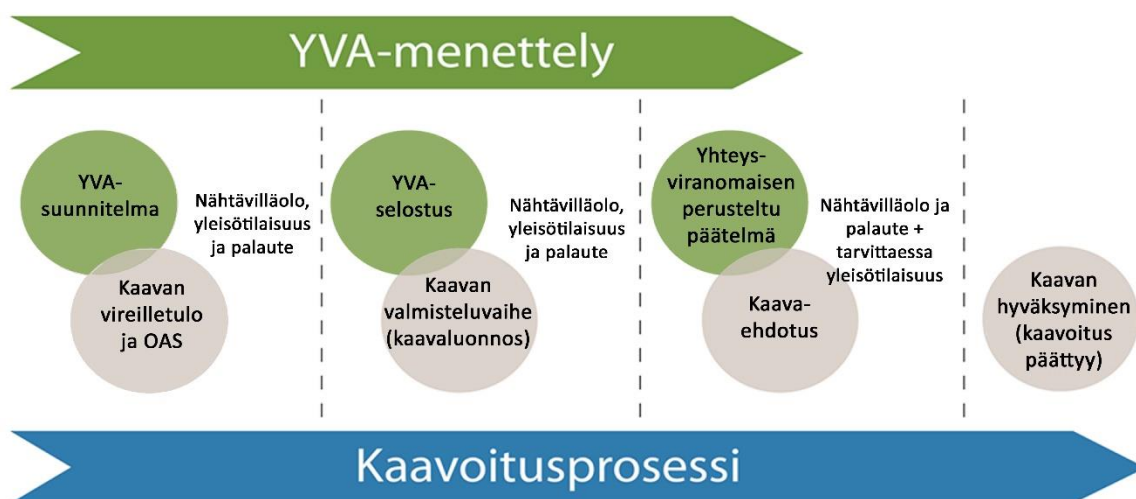 YVA-menettely
YVA-
suunnitelma
Nähtävilläolo,
yleisötilaisuus
ja palaute
Kaavan
vireilletulo
ja OAS
YVA-
selostus
Nähtävilläolo,
yleisötilaisuus
ja palaute
Kaavan
valmisteluvaihe
(kaavaluonnos)
Yhteys-
viranomaisen
perusteltu
päätelmä
Nähtävilläolo ja
palaute +
tarvittaessa
yleisötilaisuus
Kaava-
ehdotus
Kaavan
hyväksyminen
(kaavoitus
päättyy)
Kaavoitusprosessi